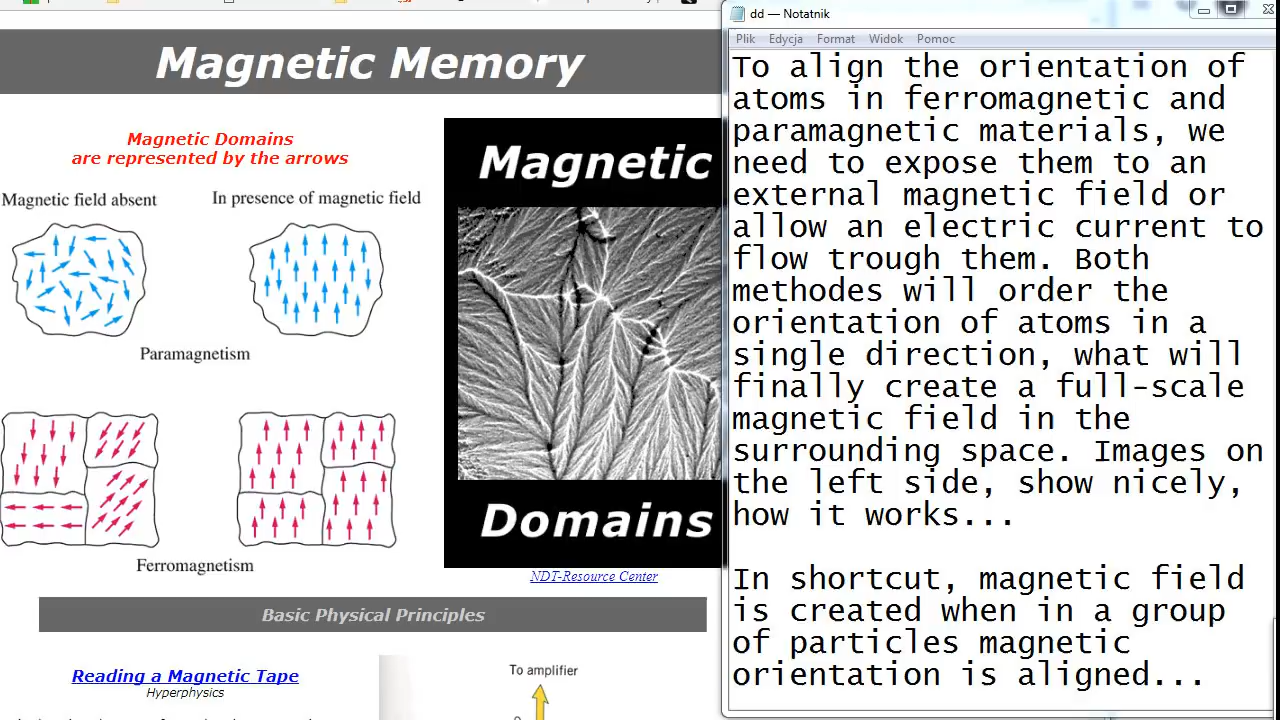 Magnetic Memory
Magnetic Domains
are represented by the arrows
Magnetic field absent
In presence of magnetic field
Paramagnetism
Ferromagnetism
Magnetic
Domains
NDT-Resource Center
Basic Physical Principles
Reading a Magnetic Tape
Hyperphysics
To amplifier
dd — Notatnik
Plik Edycja Format Widok Pomoc
To align the orientation of
atoms in ferromagnetic and
paramagnetic materials, we
need to expose them to an
external magnetic field or
allow an electric current to
flow trough them. Both
methodes will order the
orientation of atoms in a
single direction, what will
finally create a full-scale
magnetic field in the
surrounding space. Images on
the left side, show nicely,
how it works...
In shortcut, magnetic field
is created when in a group
of particles magnetic
orientation is aligned...